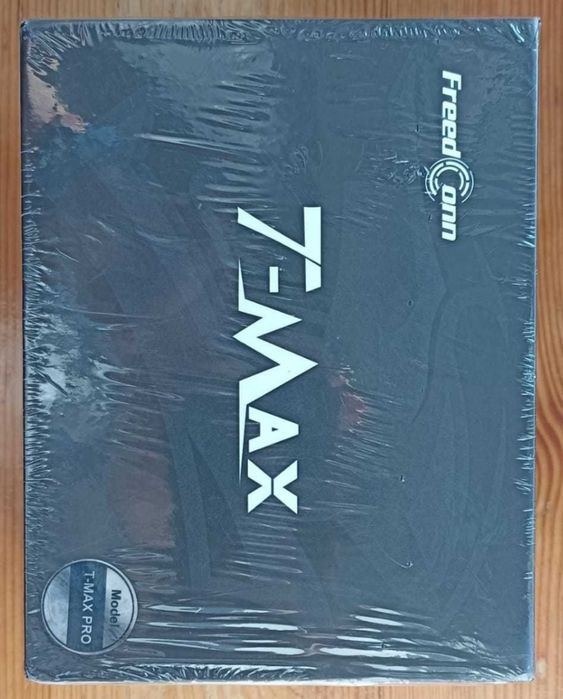 FreedConn
T-MAX
Model
T-MAX PRO